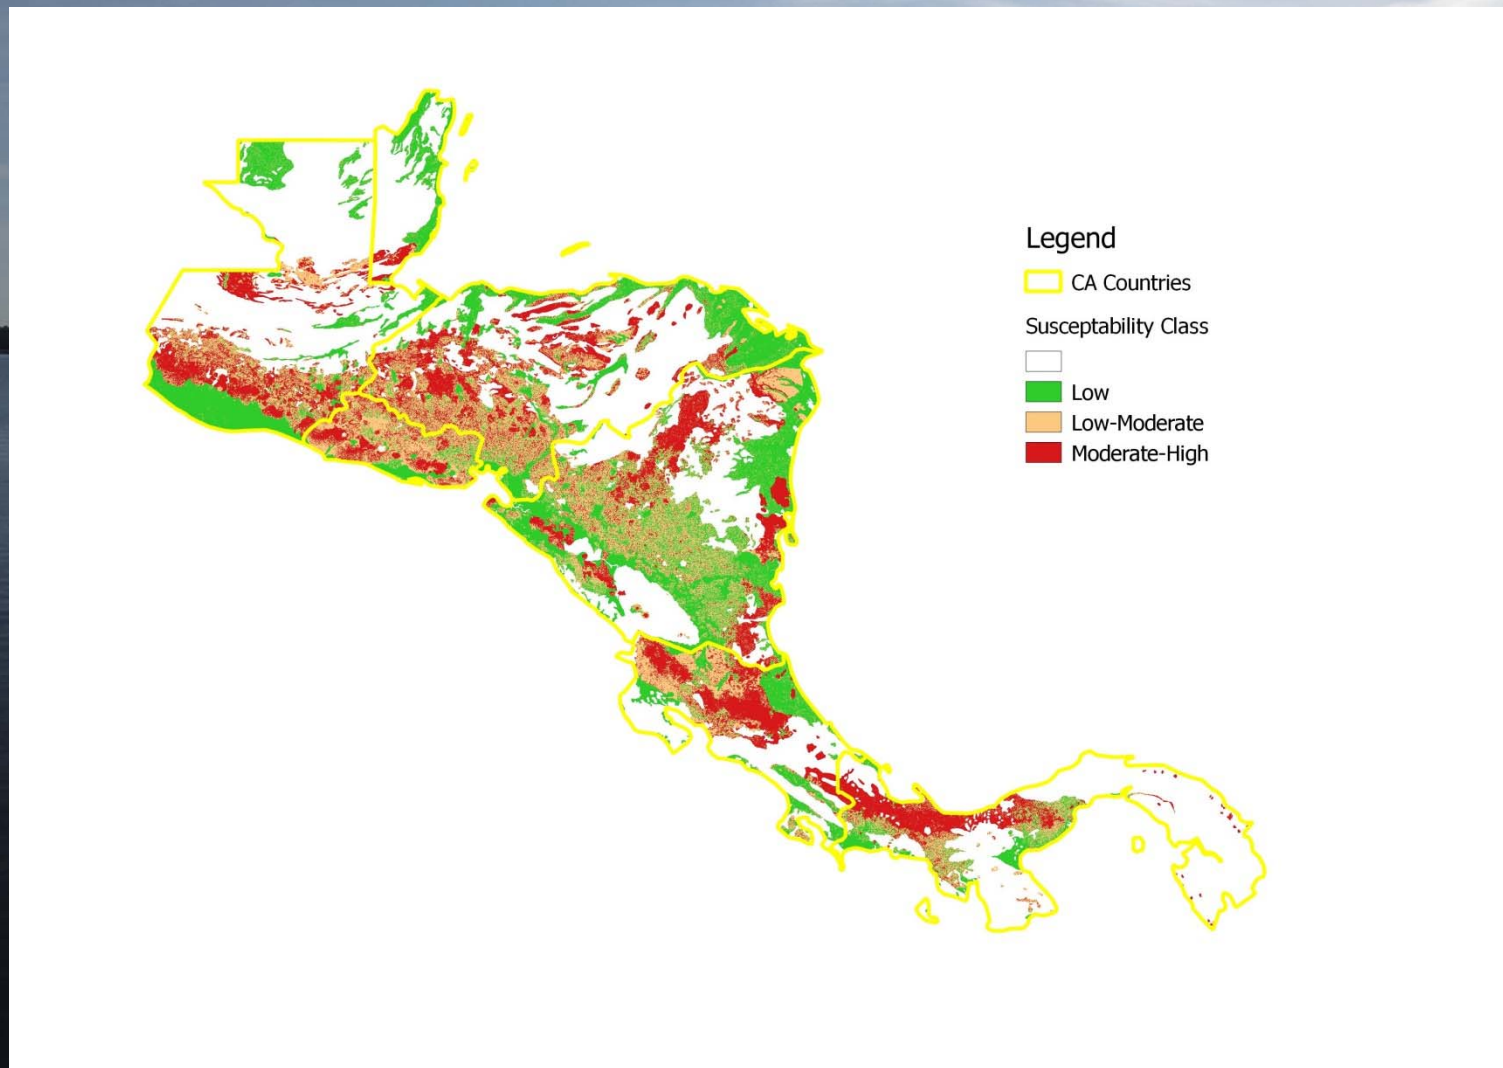 Legend
CA Countries
Susceptability Class
Low
Low-Moderate
Moderate-High